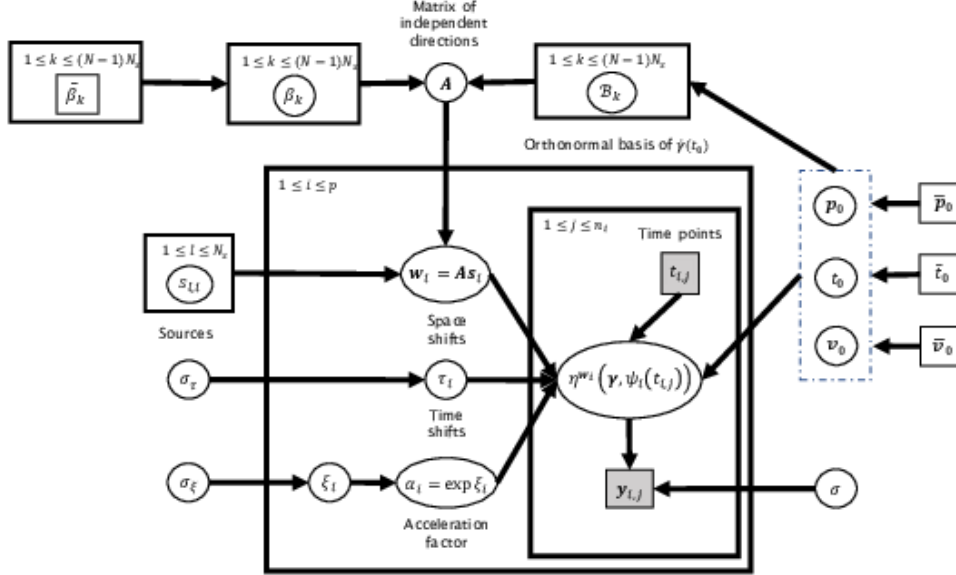 Matrix of
independent
directions
1 ≤ k ≤ (N − 1)N_s
β̄_k
1 ≤ k ≤ (N − 1)N_s
β_k
A
1 ≤ k ≤ (N − 1)N_s
ℬ_k
Orthonormal basis of γ̇(t_0)
1 ≤ i ≤ p
1 ≤ j ≤ n_i
Time points
t_{i,j}
p_0
p̄_0
1 ≤ l ≤ N_s
s_{l,i}
Sources
w_i = As_i
Space
shifts
t_0
t̄_0
v_0
v̄_0
σ_τ
τ_i
Time
shifts
η^{w_i}(γ, ψ_i(t_{i,j}))
σ_ξ
ξ_i
α_i = exp ξ_i
Acceleration
factor
y_{i,j}
σ